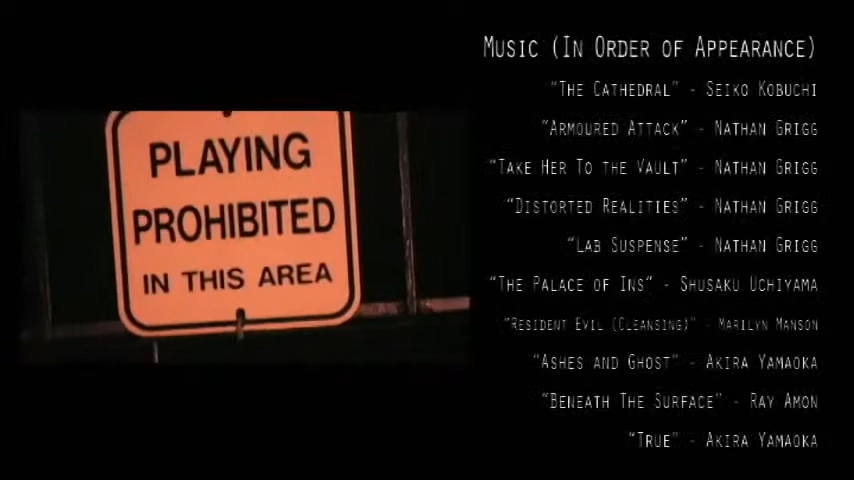 PLAYING
PROHIBITED
IN THIS AREA
MUSIC (IN ORDER OF APPEARANCE)
"THE CATHEDRAL" - SEIKO KOBUCHI
"ARMOURED ATTACK" - NATHAN GRIGG
"TAKE HER TO THE VAULT" - NATHAN GRIGG
"DISTORTED REALITIES" - NATHAN GRIGG
"LAB SUSPENSE" - NATHAN GRIGG
"THE PALACE OF INS" - SHUSAKU UCHIYAMA
"RESIDENT EVIL (CLEANSING)" - MARILYN MANSON
"ASHES AND GHOST" - AKIRA YAMAOKA
"BENEATH THE SURFACE" - RAY AMON
"TRUE" - AKIRA YAMAOKA